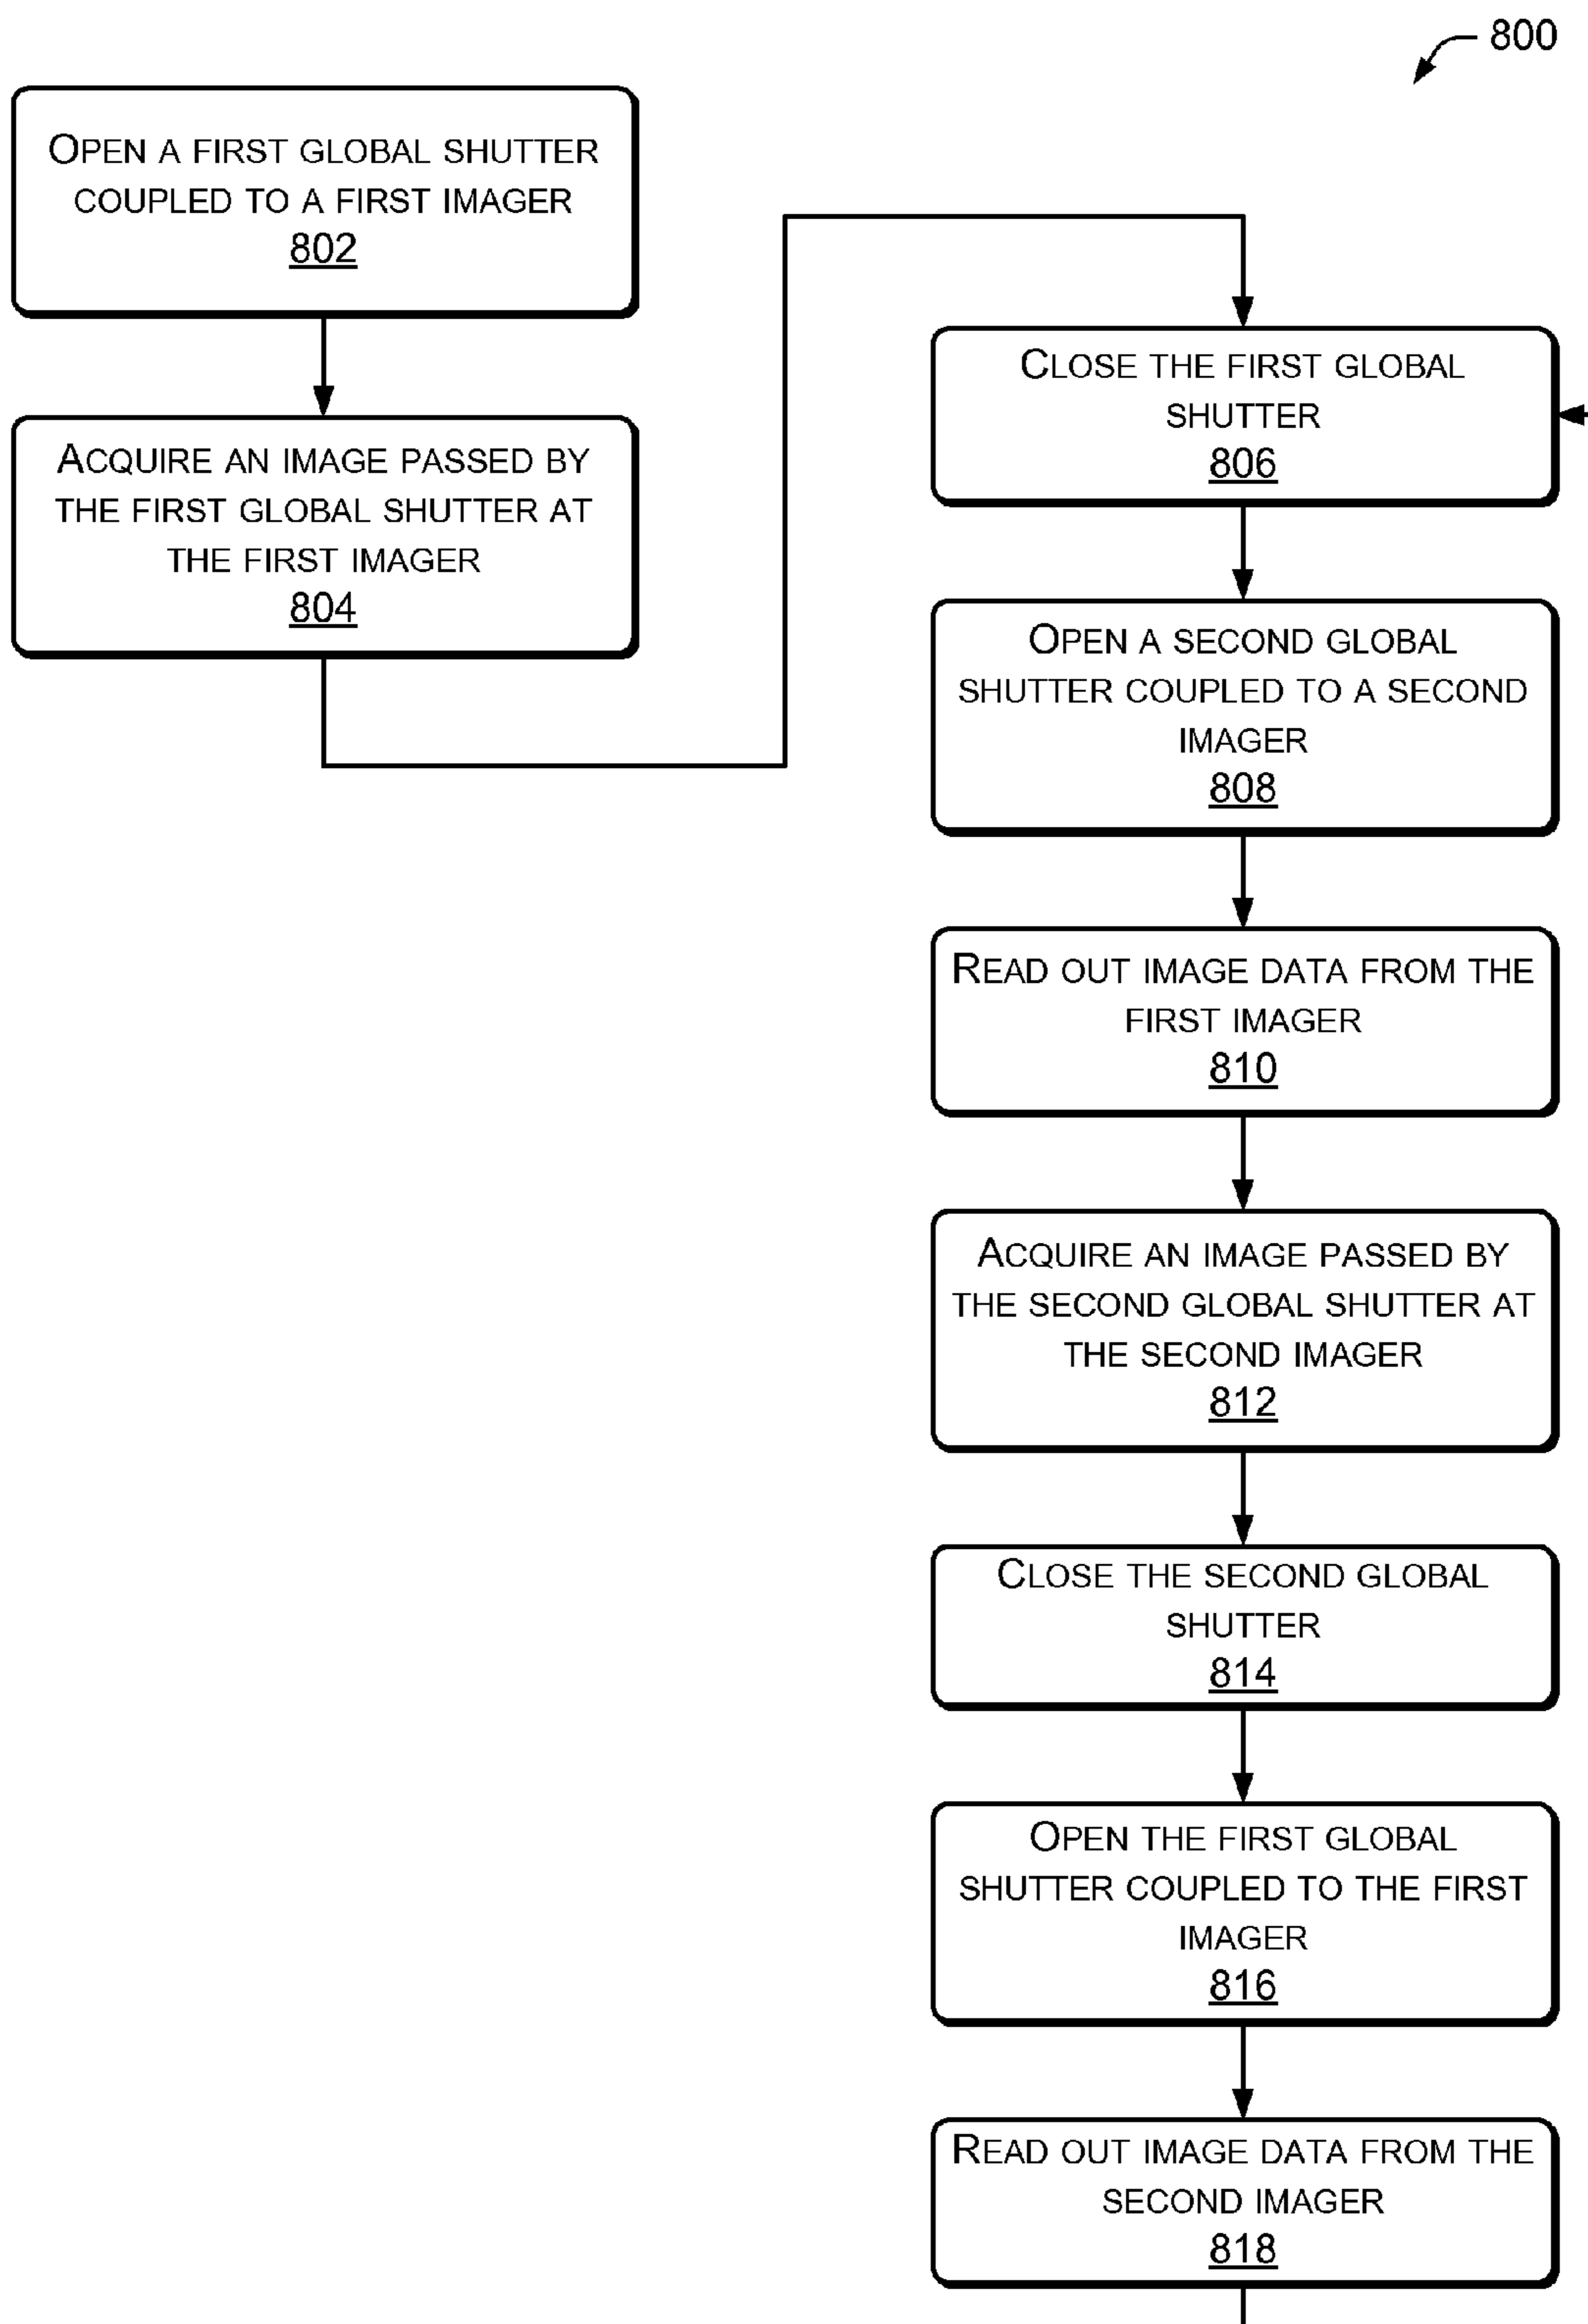 800
OPEN A FIRST GLOBAL SHUTTER
COUPLED TO A FIRST IMAGER
802
ACQUIRE AN IMAGE PASSED BY
THE FIRST GLOBAL SHUTTER AT
THE FIRST IMAGER
804
CLOSE THE FIRST GLOBAL
SHUTTER
806
OPEN A SECOND GLOBAL
SHUTTER COUPLED TO A SECOND
IMAGER
808
READ OUT IMAGE DATA FROM THE
FIRST IMAGER
810
ACQUIRE AN IMAGE PASSED BY
THE SECOND GLOBAL SHUTTER AT
THE SECOND IMAGER
812
CLOSE THE SECOND GLOBAL
SHUTTER
814
OPEN THE FIRST GLOBAL
SHUTTER COUPLED TO THE FIRST
IMAGER
816
READ OUT IMAGE DATA FROM THE
SECOND IMAGER
818